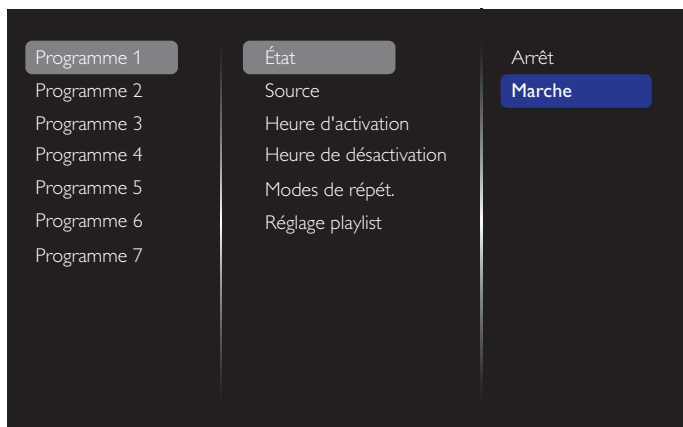 Programme 1
Programme 2
Programme 3
Programme 4
Programme 5
Programme 6
Programme 7
État
Source
Heure d'activation
Heure de désactivation
Modes de répét.
Réglage playlist
Arrêt
Marche